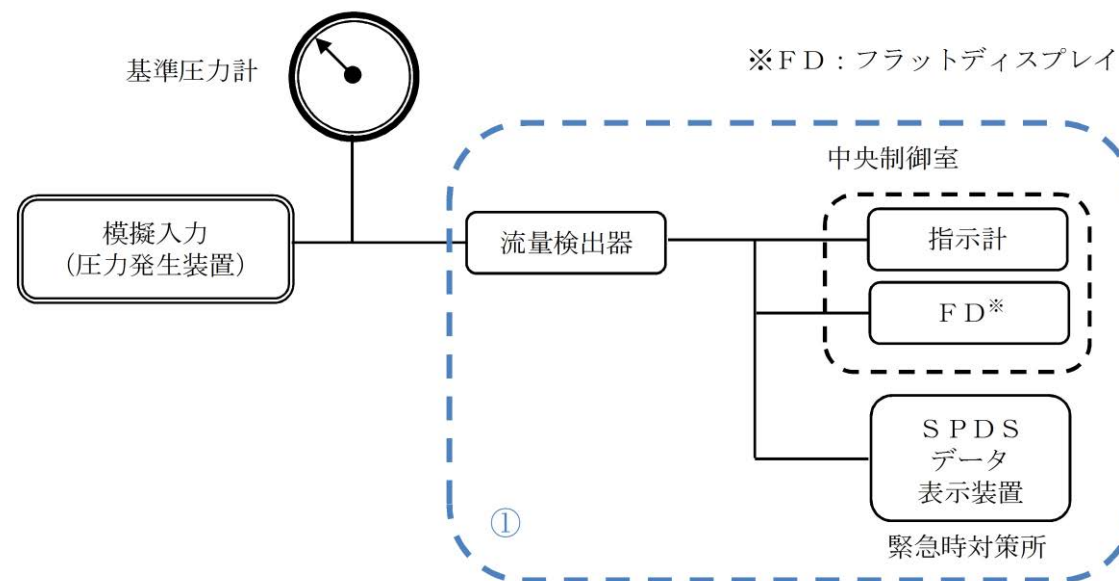 基準圧力計
※ＦＤ：フラットディスプレイ
中央制御室
模擬入力
（圧力発生装置）
流量検出器
指示計
ＦＤ※
ＳＰＤＳ
データ
表示装置
①
緊急時対策所